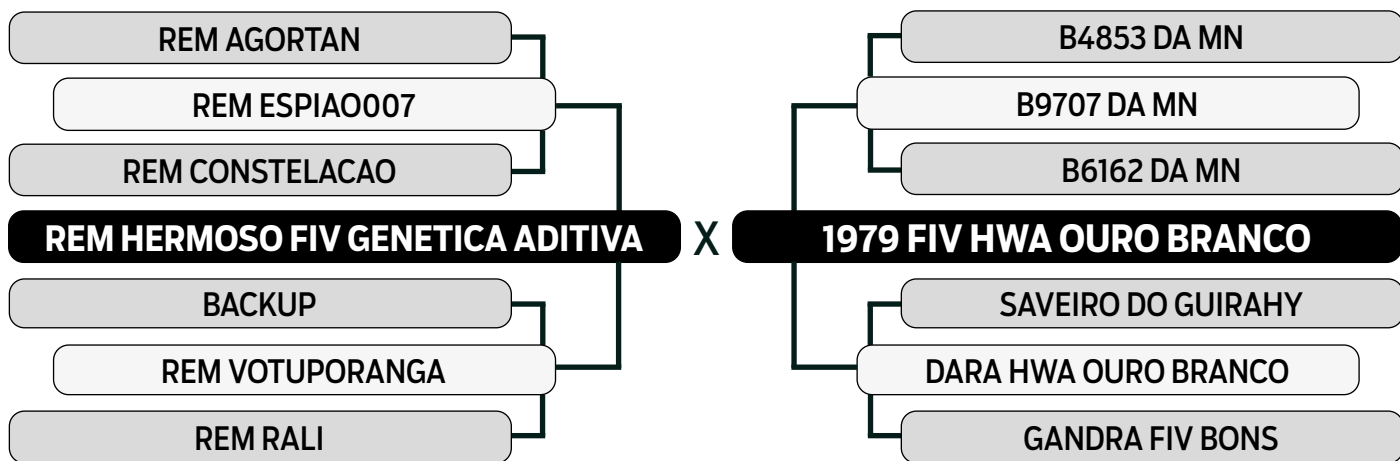 REM AGORTAN
REM ESPIAO007
REM CONSTELACAO
REM HERMOSO FIV GENETICA ADITIVA
BACKUP
REM VOTUPORANGA
REM RALI
X
B4853 DA MN
B9707 DA MN
B6162 DA MN
1979 FIV HWA OURO BRANCO
SAVEIRO DO GUIRAHY
DARA HWA OURO BRANCO
GANDRA FIV BONS